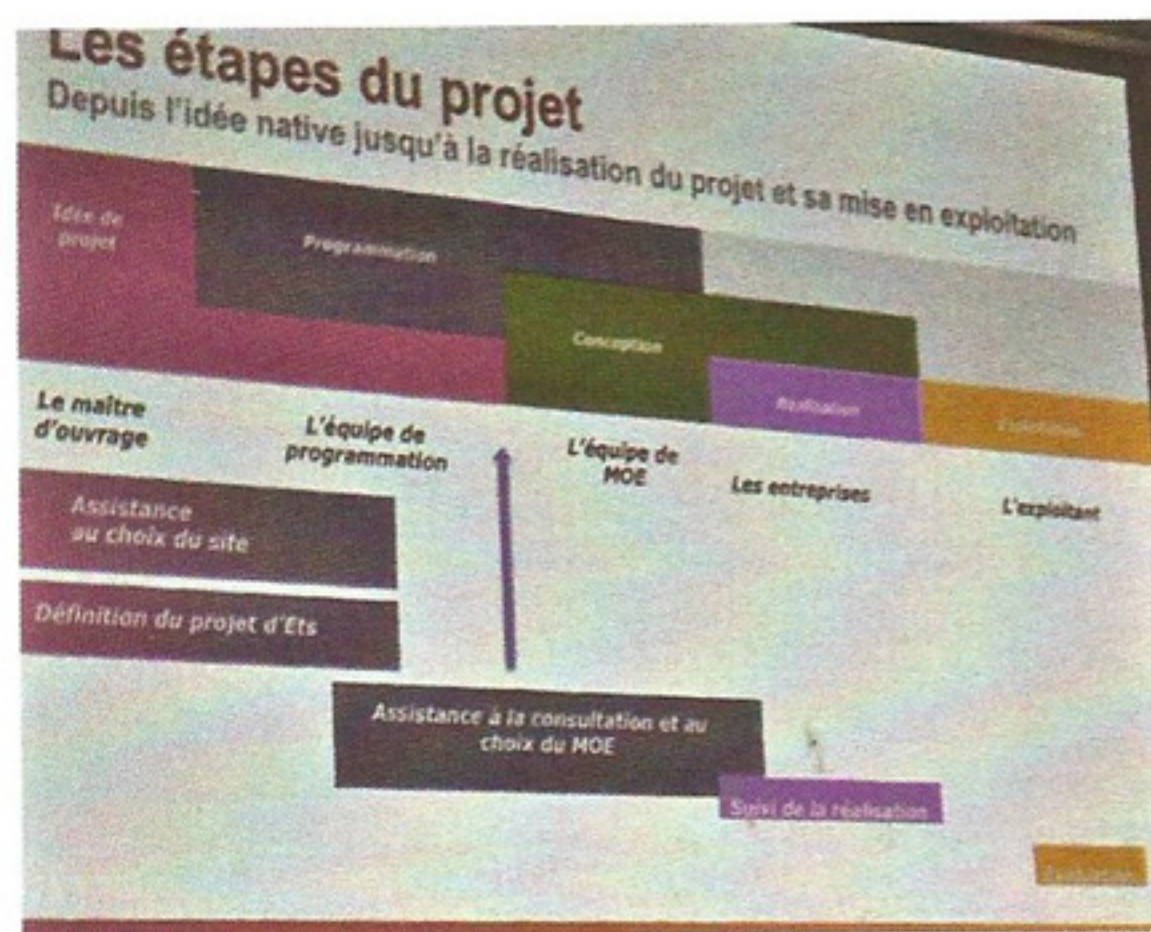 Les étapes du projet
Depuis l'idée native jusqu'à la réalisation du projet et sa mise en exploitation
Idée de
projet
Programmation
Conception
Réalisation
Exploitation
Le maître
d'ouvrage
L'équipe de
programmation
L'équipe de
MOE
Les entreprises
L'exploitant
Assistance
au choix du site
Définition du projet d'Ets
Assistance à la consultation et au
choix du MOE
Suivi de la réalisation